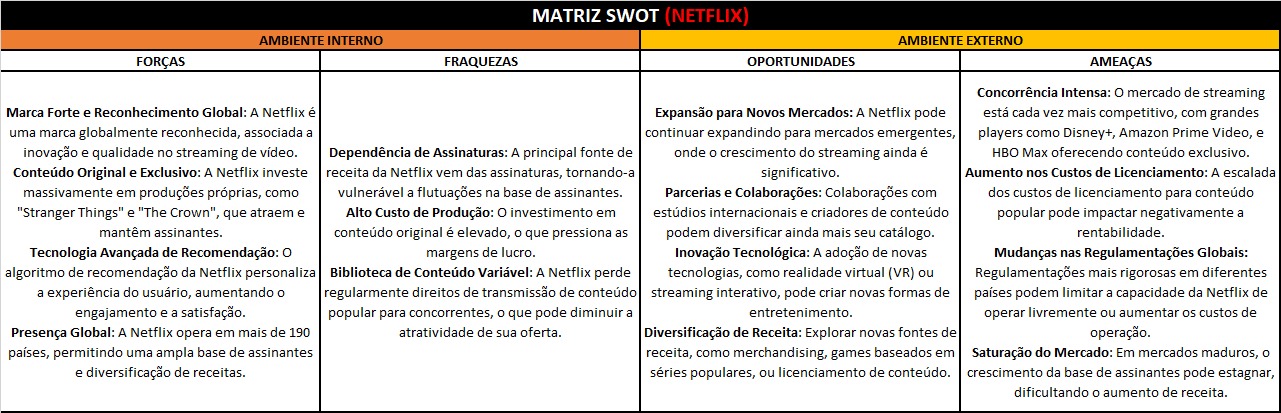 MATRIZ SWOT (NETFLIX)
AMBIENTE INTERNO
AMBIENTE EXTERNO
FORÇAS
FRAQUEZAS
OPORTUNIDADES
AMEAÇAS
Marca Forte e Reconhecimento Global: A Netflix é
uma marca globalmente reconhecida, associada a
inovação e qualidade no streaming de vídeo.
Conteúdo Original e Exclusivo: A Netflix investe
massivamente em produções próprias, como
"Stranger Things" e "The Crown", que atraem e
mantêm assinantes.
Tecnologia Avançada de Recomendação: O
algoritmo de recomendação da Netflix personaliza
a experiência do usuário, aumentando o
engajamento e a satisfação.
Presença Global: A Netflix opera em mais de 190
países, permitindo uma ampla base de assinantes
e diversificação de receitas.
Dependência de Assinaturas: A principal fonte de
receita da Netflix vem das assinaturas, tornando-a
vulnerável a flutuações na base de assinantes.
Alto Custo de Produção: O investimento em
conteúdo original é elevado, o que pressiona as
margens de lucro.
Biblioteca de Conteúdo Variável: A Netflix perde
regularmente direitos de transmissão de conteúdo
popular para concorrentes, o que pode diminuir a
atratividade de sua oferta.
Expansão para Novos Mercados: A Netflix pode
continuar expandindo para mercados emergentes,
onde o crescimento do streaming ainda é
significativo.
Parcerias e Colaborações: Colaborações com
estúdios internacionais e criadores de conteúdo
podem diversificar ainda mais seu catálogo.
Inovação Tecnológica: A adoção de novas
tecnologias, como realidade virtual (VR) ou
streaming interativo, pode criar novas formas de
entretenimento.
Diversificação de Receita: Explorar novas fontes de
receita, como merchandising, games baseados em
séries populares, ou licenciamento de conteúdo.
Concorrência Intensa: O mercado de streaming
está cada vez mais competitivo, com grandes
players como Disney+, Amazon Prime Video, e
HBO Max oferecendo conteúdo exclusivo.
Aumento nos Custos de Licenciamento: A escalada
dos custos de licenciamento para conteúdo
popular pode impactar negativamente a
rentabilidade.
Mudanças nas Regulamentações Globais:
Regulamentações mais rigorosas em diferentes
países podem limitar a capacidade da Netflix de
operar livremente ou aumentar os custos de
operação.
Saturação do Mercado: Em mercados maduros, o
crescimento da base de assinantes pode estagnar,
dificultando o aumento de receita.